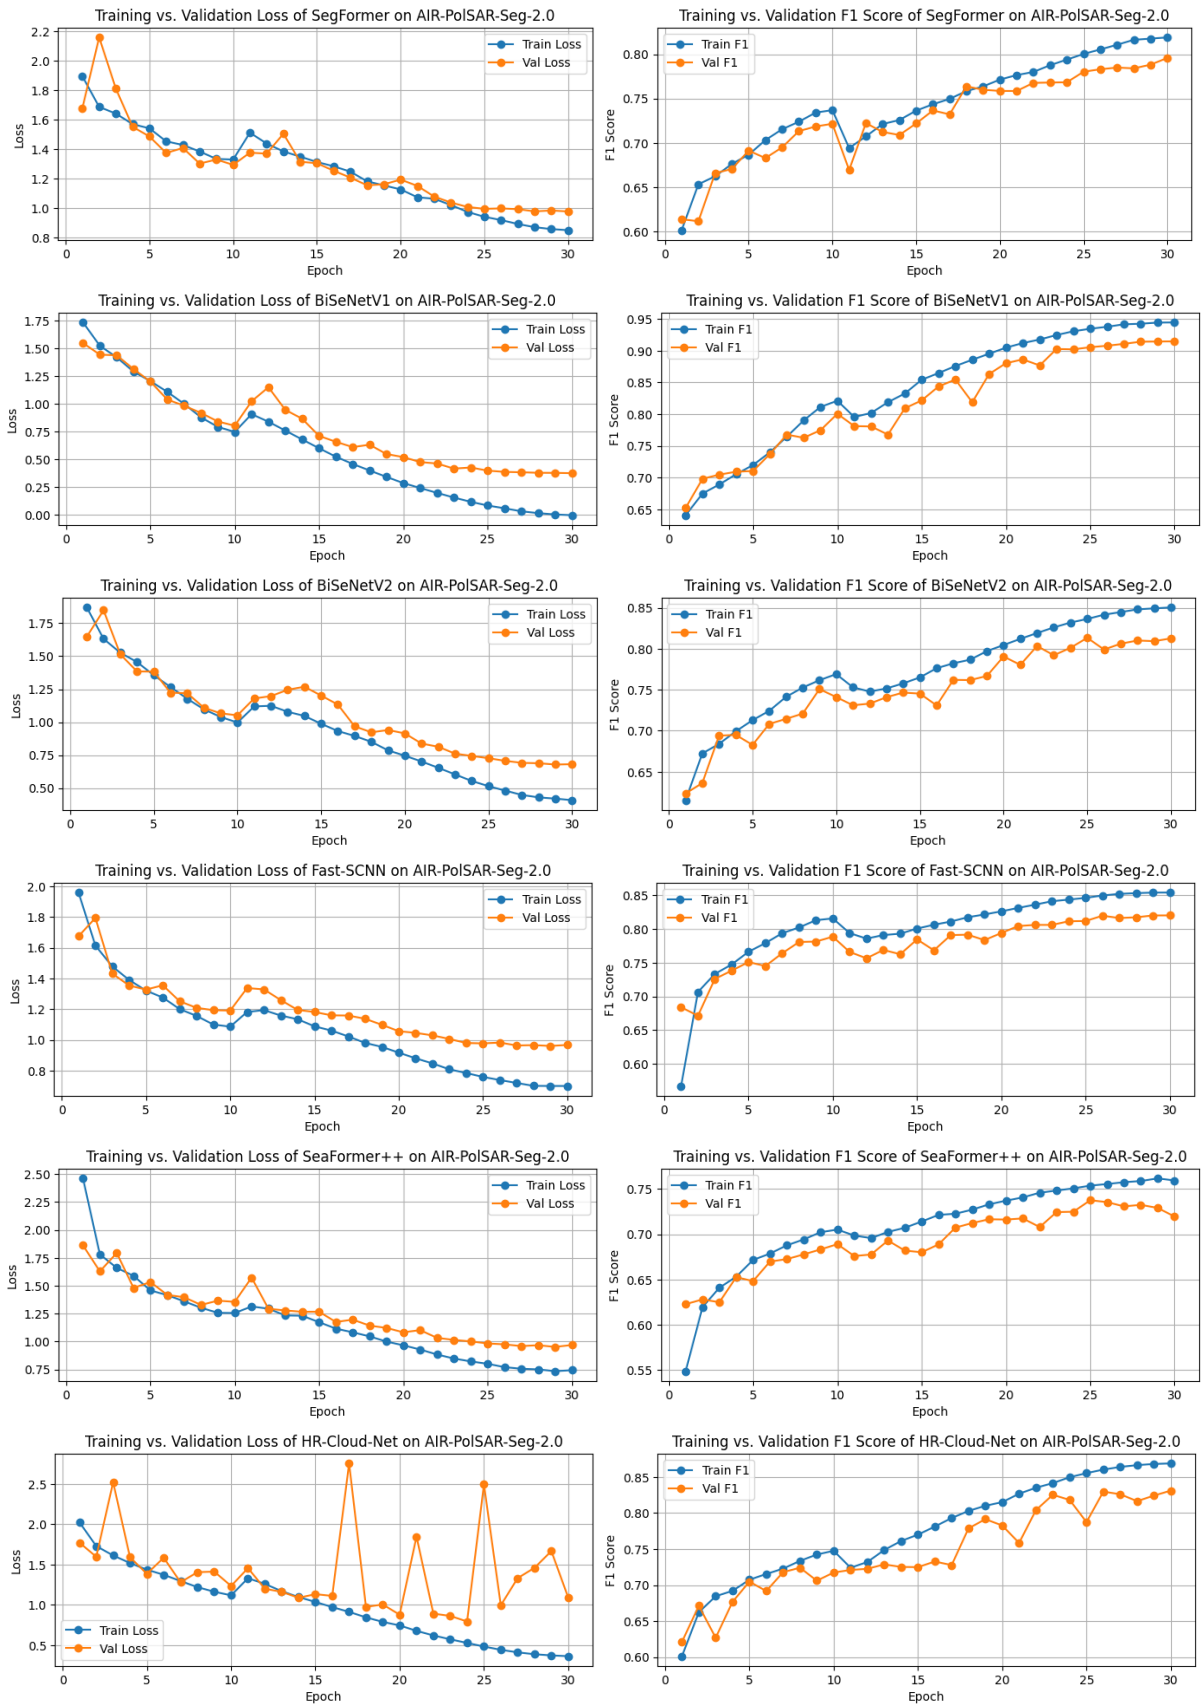 Training vs. Validation Loss of SegFormer on AIR-PolSAR-Seg-2.0
2.2
2.0
1.8
1.6
1.4
1.2
1.0
0.8
Loss
Train Loss
Val Loss
0 5 10 15 20 25 30
Epoch
Training vs. Validation F1 Score of SegFormer on AIR-PolSAR-Seg-2.0
0.80
0.75
0.70
0.65
0.60
F1 Score
Train F1
Val F1
0 5 10 15 20 25 30
Epoch
Training vs. Validation Loss of BiSeNetV1 on AIR-PolSAR-Seg-2.0
1.75
1.50
1.25
1.00
0.75
0.50
0.25
0.00
Loss
Train Loss
Val Loss
0 5 10 15 20 25 30
Epoch
Training vs. Validation F1 Score of BiSeNetV1 on AIR-PolSAR-Seg-2.0
0.95
0.90
0.85
0.80
0.75
0.70
0.65
F1 Score
Train F1
Val F1
0 5 10 15 20 25 30
Epoch
Training vs. Validation Loss of BiSeNetV2 on AIR-PolSAR-Seg-2.0
1.75
1.50
1.25
1.00
0.75
0.50
Loss
Train Loss
Val Loss
0 5 10 15 20 25 30
Epoch
Training vs. Validation F1 Score of BiSeNetV2 on AIR-PolSAR-Seg-2.0
0.85
0.80
0.75
0.70
0.65
F1 Score
Train F1
Val F1
0 5 10 15 20 25 30
Epoch
Training vs. Validation Loss of Fast-SCNN on AIR-PolSAR-Seg-2.0
2.0
1.8
1.6
1.4
1.2
1.0
0.8
Loss
Train Loss
Val Loss
0 5 10 15 20 25 30
Epoch
Training vs. Validation F1 Score of Fast-SCNN on AIR-PolSAR-Seg-2.0
0.85
0.80
0.75
0.70
0.65
0.60
F1 Score
Train F1
Val F1
0 5 10 15 20 25 30
Epoch
Training vs. Validation Loss of SeaFormer++ on AIR-PolSAR-Seg-2.0
2.50
2.25
2.00
1.75
1.50
1.25
1.00
0.75
Loss
Train Loss
Val Loss
0 5 10 15 20 25 30
Epoch
Training vs. Validation F1 Score of SeaFormer++ on AIR-PolSAR-Seg-2.0
0.75
0.70
0.65
0.60
0.55
F1 Score
Train F1
Val F1
0 5 10 15 20 25 30
Epoch
Training vs. Validation Loss of HR-Cloud-Net on AIR-PolSAR-Seg-2.0
2.5
2.0
1.5
1.0
0.5
Loss
Train Loss
Val Loss
0 5 10 15 20 25 30
Epoch
Training vs. Validation F1 Score of HR-Cloud-Net on AIR-PolSAR-Seg-2.0
0.85
0.80
0.75
0.70
0.65
0.60
F1 Score
Train F1
Val F1
0 5 10 15 20 25 30
Epoch